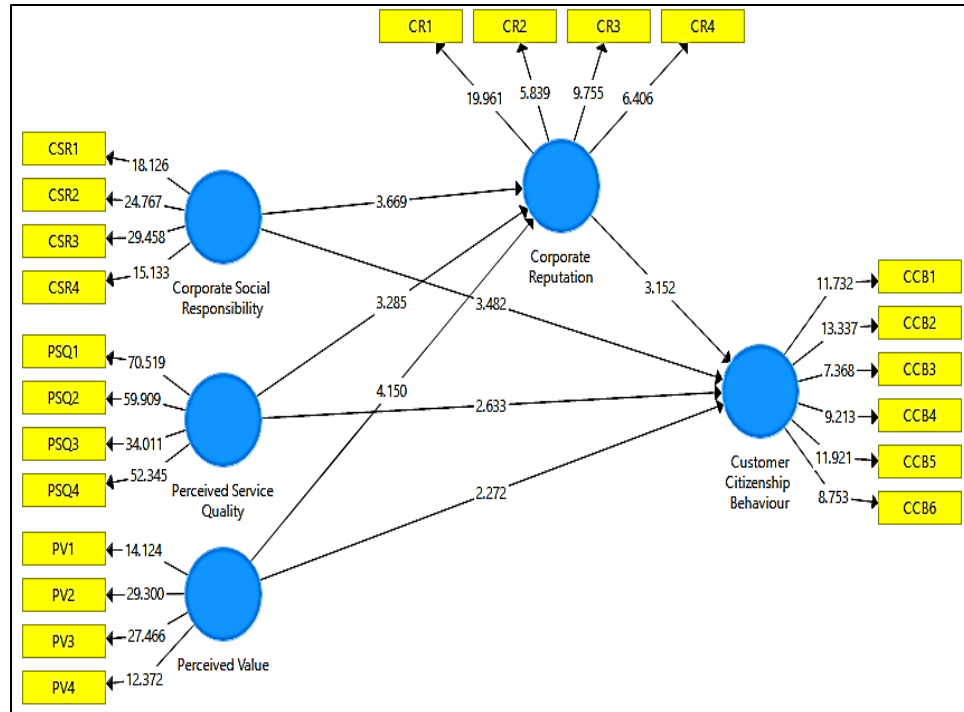 CR1 CR2 CR3 CR4
19.961 5.839 9.755 6.406
CSR1
18.126
CSR2
24.767
CSR3
29.458
CSR4
15.133
Corporate Social
Responsibility
3.669
Corporate
Reputation
3.285
3.482
3.152
4.150
PSQ1
70.519
PSQ2
59.909
PSQ3
34.011
PSQ4
52.345
Perceived Service
Quality
2.633
2.272
PV1
14.124
PV2
29.300
PV3
27.466
PV4
12.372
Perceived Value
Customer
Citizenship
Behaviour
11.732
CCB1
13.337
CCB2
7.368
CCB3
9.213
CCB4
11.921
CCB5
8.753
CCB6